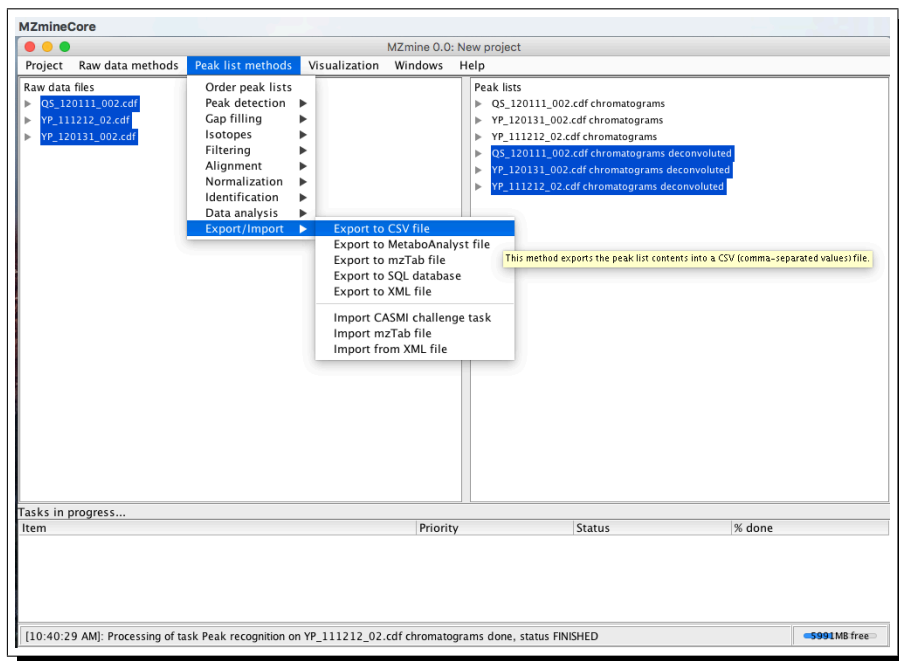 MZmineCore
MZmine 0.0: New project
Project Raw data methods Peak list methods Visualization Windows Help
Raw data files
QS_120111_002.cdf
YP_111212_02.cdf
YP_120131_002.cdf
Order peak lists
Peak detection
Gap filling
Isotopes
Filtering
Alignment
Normalization
Identification
Data analysis
Export/Import
Export to CSV file
Export to MetaboAnalyst file
Export to mzTab file
Export to SQL database
Export to XML file
Import CASMI challenge task
Import mzTab file
Import from XML file
Peak lists
QS_120111_002.cdf chromatograms
YP_120131_002.cdf chromatograms
YP_111212_02.cdf chromatograms
QS_120111_002.cdf chromatograms deconvoluted
YP_120131_002.cdf chromatograms deconvoluted
YP_111212_02.cdf chromatograms deconvoluted
This method exports the peak list contents into a CSV (comma-separated values) file.
Tasks in progress...
Item Priority Status % done
[10:40:29 AM]: Processing of task Peak recognition on YP_111212_02.cdf chromatograms done, status FINISHED
5991MB free